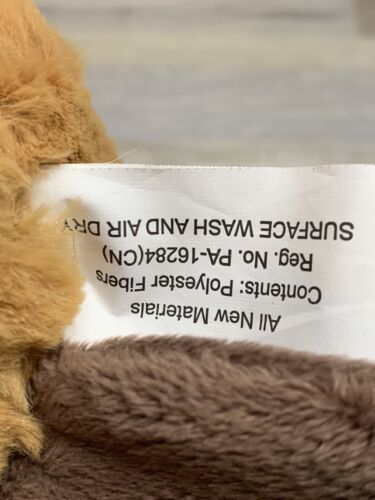 All New Materials
Contents: Polyester Fibers
Reg. No. PA-16284(CN)
SURFACE WASH AND AIR DRY